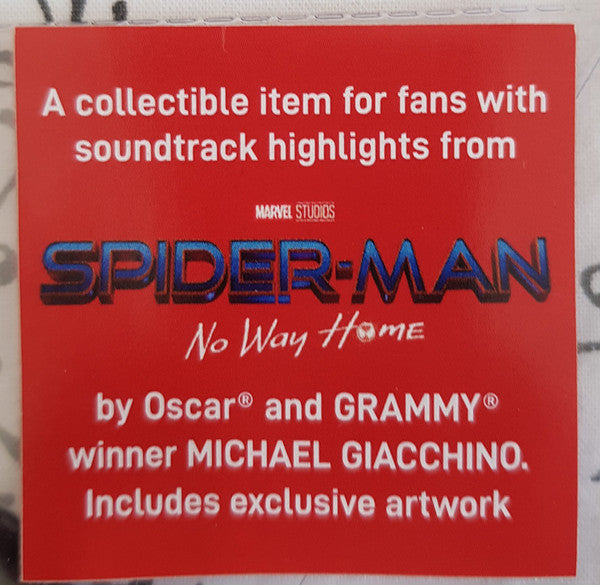 A collectible item for fans with
soundtrack highlights from
MARVEL STUDIOS
SPIDER-MAN
No Way Home
by Oscar® and GRAMMY®
winner MICHAEL GIACCHINO.
Includes exclusive artwork